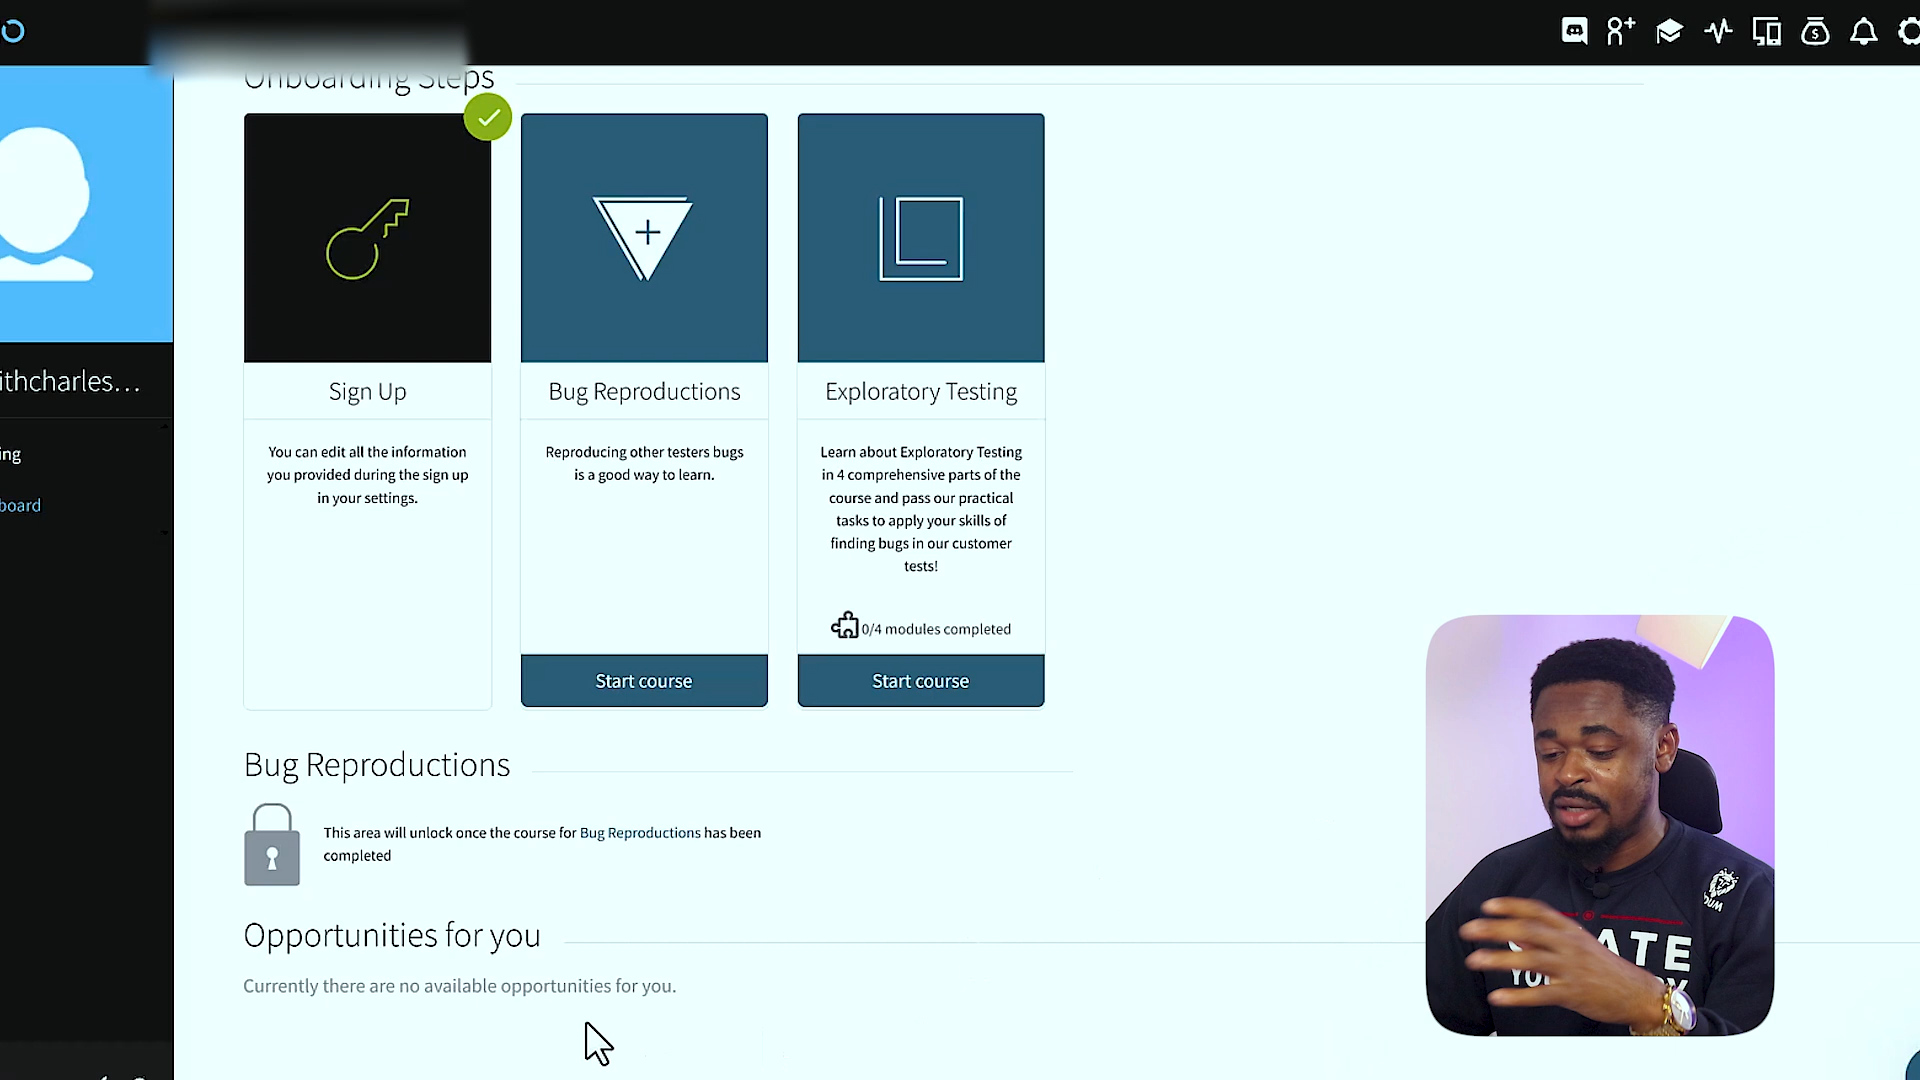 Onboarding Steps
ithcharles...
ing
board
Sign Up
You can edit all the information
you provided during the sign up
in your settings.
Bug Reproductions
Reproducing other testers bugs
is a good way to learn.
Start course
Exploratory Testing
Learn about Exploratory Testing
in 4 comprehensive parts of the
course and pass our practical
tasks to apply your skills of
finding bugs in our customer
tests!
0/4 modules completed
Start course
Bug Reproductions
This area will unlock once the course for Bug Reproductions has been
completed
Opportunities for you
Currently there are no available opportunities for you.